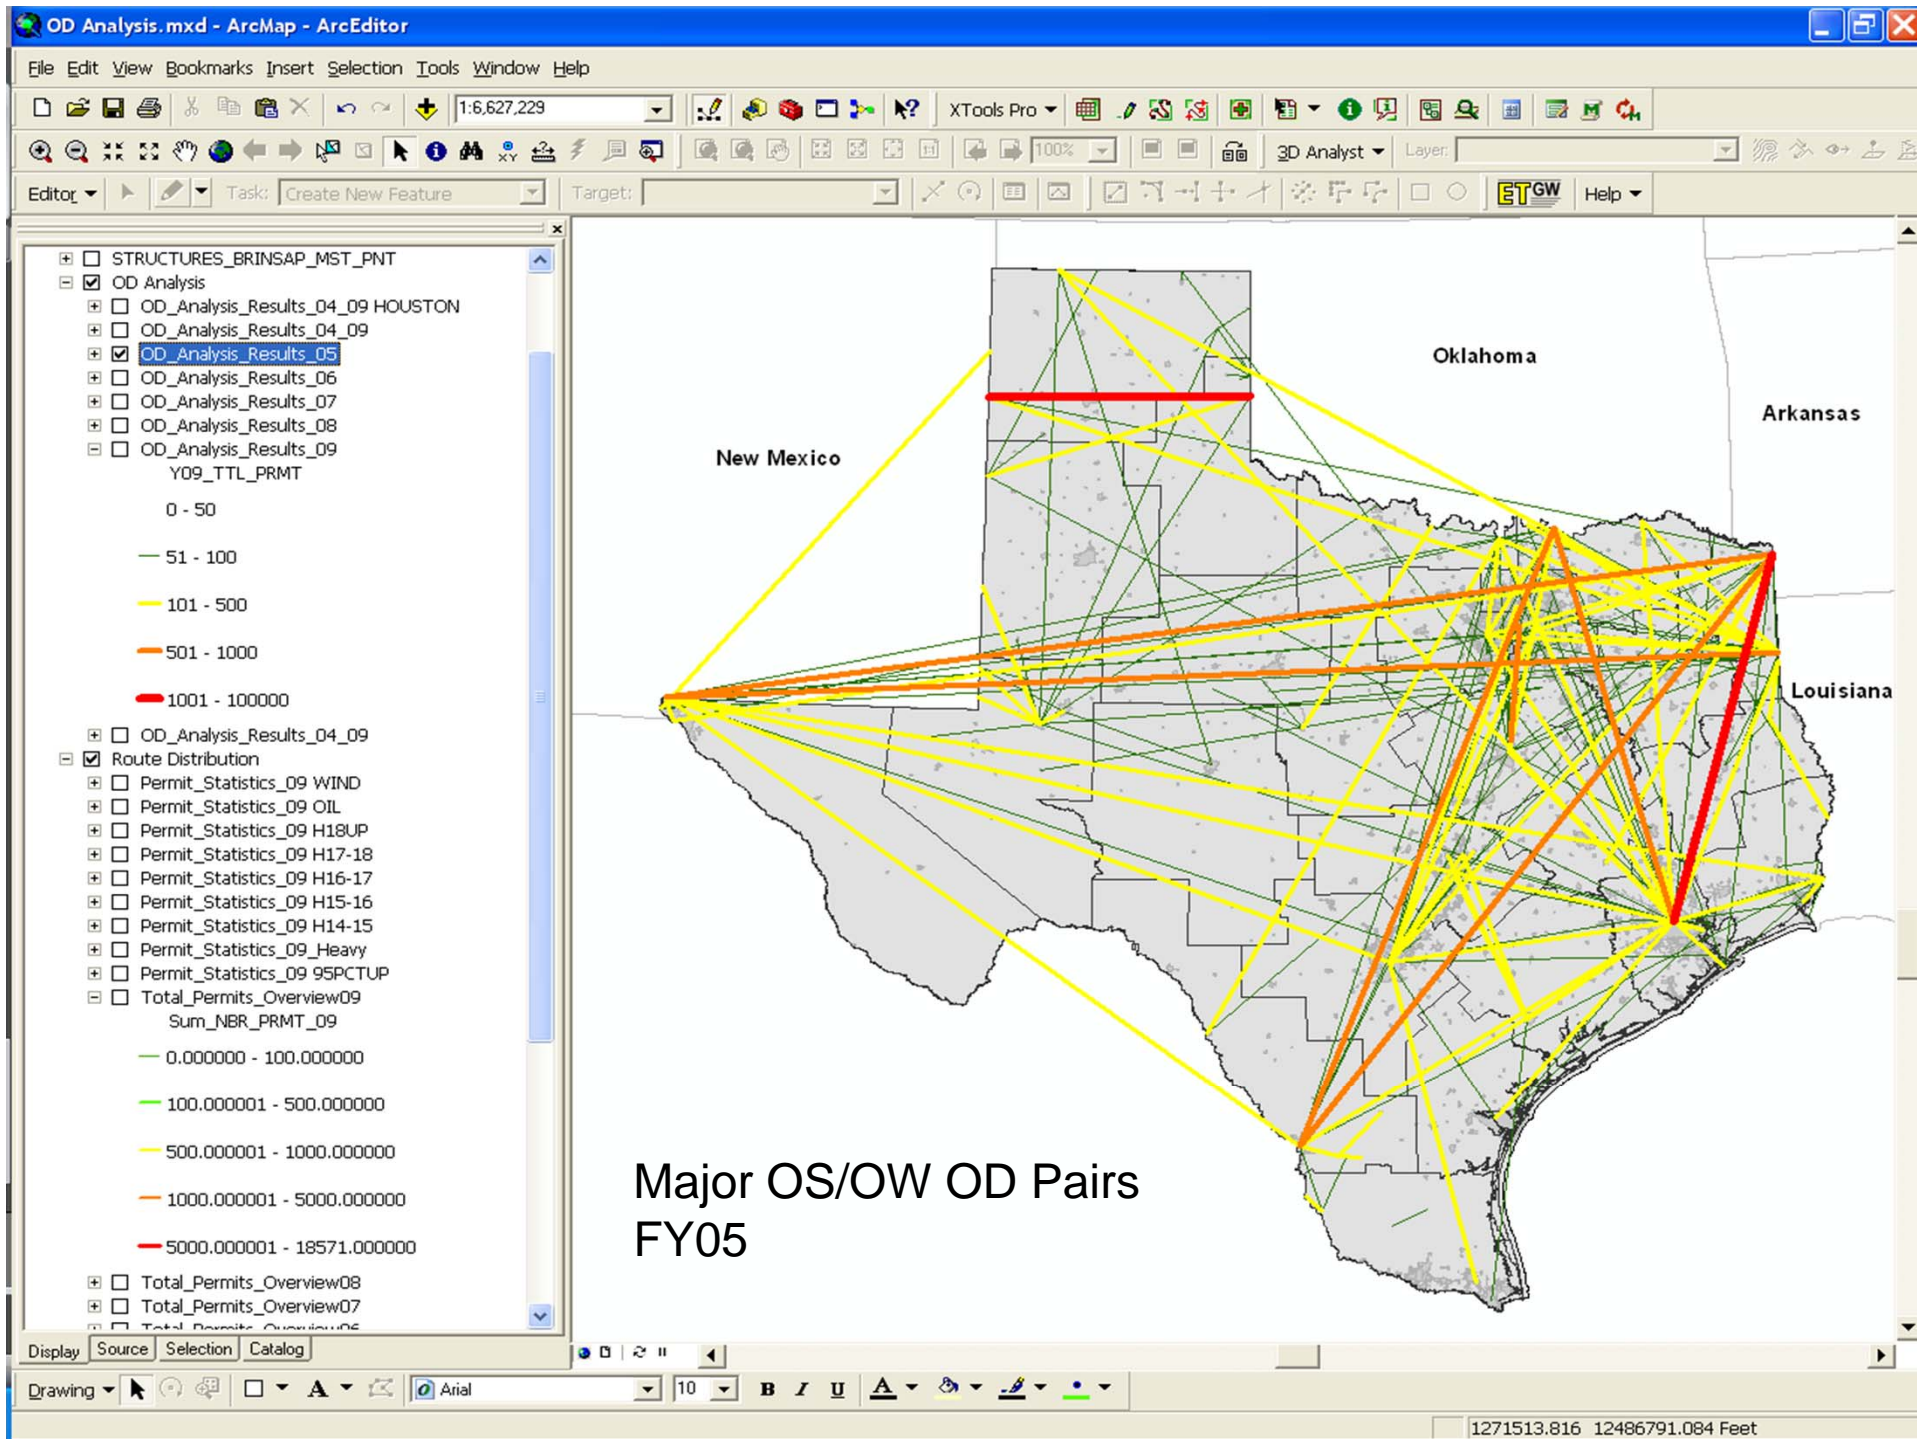 OD Analysis.mxd - ArcMap - ArcEditor
File Edit View Bookmarks Insert Selection Tools Window Help
1:6,627,229
XTools Pro
100%
3D Analyst
Layer:
Editor
Task: Create New Feature
Target:
ET GW
Help
STRUCTURES_BRINSAP_MST_PNT
OD Analysis
OD_Analysis_Results_04_09 HOUSTON
OD_Analysis_Results_04_09
OD_Analysis_Results_05
OD_Analysis_Results_06
OD_Analysis_Results_07
OD_Analysis_Results_08
OD_Analysis_Results_09
Y09_TTL_PRMT
0 - 50
51 - 100
101 - 500
501 - 1000
1001 - 100000
OD_Analysis_Results_04_09
Route Distribution
Permit_Statistics_09 WIND
Permit_Statistics_09 OIL
Permit_Statistics_09 H18UP
Permit_Statistics_09 H17-18
Permit_Statistics_09 H16-17
Permit_Statistics_09 H15-16
Permit_Statistics_09 H14-15
Permit_Statistics_09_Heavy
Permit_Statistics_09 95PCTUP
Total_Permits_Overview09
Sum_NBR_PRMT_09
0.000000 - 100.000000
100.000001 - 500.000000
500.000001 - 1000.000000
1000.000001 - 5000.000000
5000.000001 - 18571.000000
Total_Permits_Overview08
Total_Permits_Overview07
Display Source Selection Catalog
New Mexico
Oklahoma
Arkansas
Louisiana
Major OS/OW OD Pairs
FY05
Drawing
A
Arial
10
B I U A
1271513.816 12486791.084 Feet